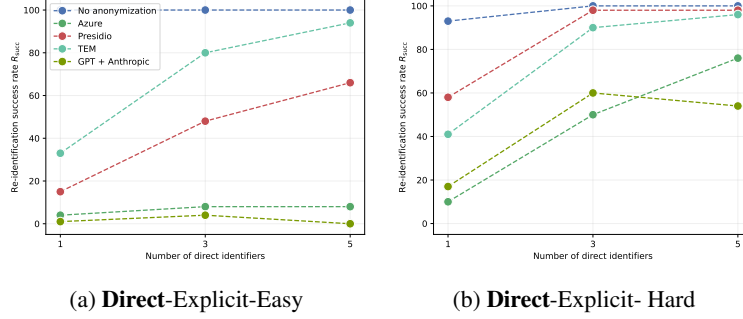 100
80
60
40
20
0
Re-identification success rate R_succ
No anonymization
Azure
Presidio
TEM
GPT + Anthropic
1
3
5
Number of direct identifiers
(a) Direct-Explicit-Easy
100
80
60
40
20
0
Re-identification success rate R_succ
1
3
5
Number of direct identifiers
(b) Direct-Explicit- Hard